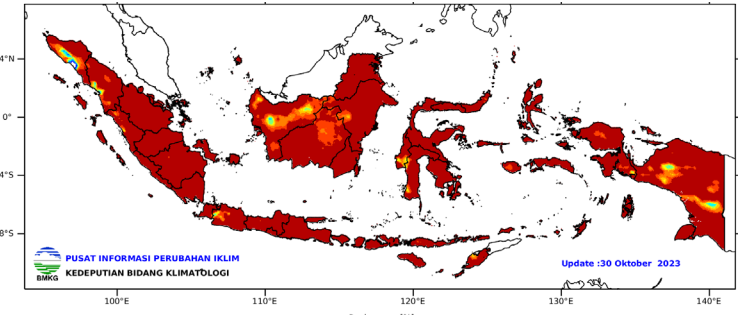 4°N
0°
4°S
8°S
PUSAT INFORMASI PERUBAHAN IKLIM
KEDEPUTIAN BIDANG KLIMATOLOGI
BMKG
Update :30 Oktober 2023
100°E 110°E 120°E 130°E 140°E